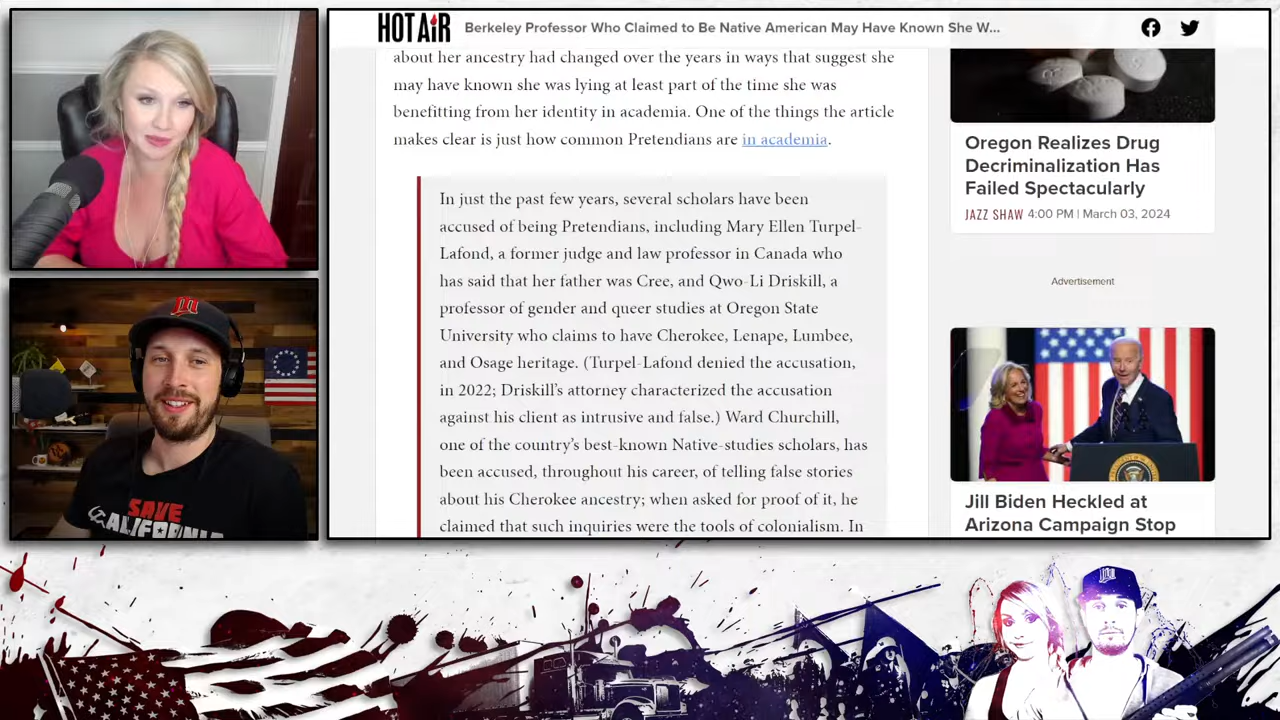 HOT AIR
Berkeley Professor Who Claimed to Be Native American May Have Known She W...
about her ancestry had changed over the years in ways that suggest she
may have known she was lying at least part of the time she was
benefitting from her identity in academia. One of the things the article
makes clear is just how common Pretendians are in academia.
In just the past few years, several scholars have been
accused of being Pretendians, including Mary Ellen Turpel-
Lafond, a former judge and law professor in Canada who
has said that her father was Cree, and Qwo-Li Driskill, a
professor of gender and queer studies at Oregon State
University who claims to have Cherokee, Lenape, Lumbee,
and Osage heritage. (Turpel-Lafond denied the accusation,
in 2022; Driskill’s attorney characterized the accusation
against his client as intrusive and false.) Ward Churchill,
one of the country’s best-known Native-studies scholars, has
been accused, throughout his career, of telling false stories
about his Cherokee ancestry; when asked for proof of it, he
claimed that such inquiries were the tools of colonialism. In
Oregon Realizes Drug
Decriminalization Has
Failed Spectacularly
JAZZ SHAW 4:00 PM | March 03, 2024
Advertisement
Jill Biden Heckled at
Arizona Campaign Stop
SAVE
CALIFORNIA